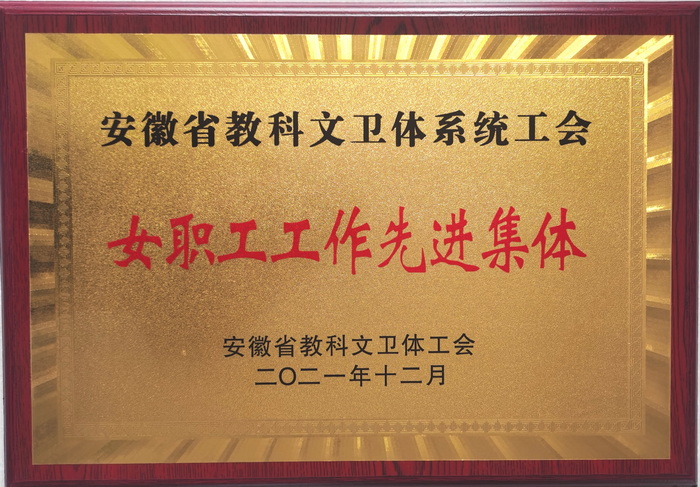 安徽省教科文卫体系统工会
女职工工作先进集体
安徽省教科文卫体工会
二〇二一年十二月